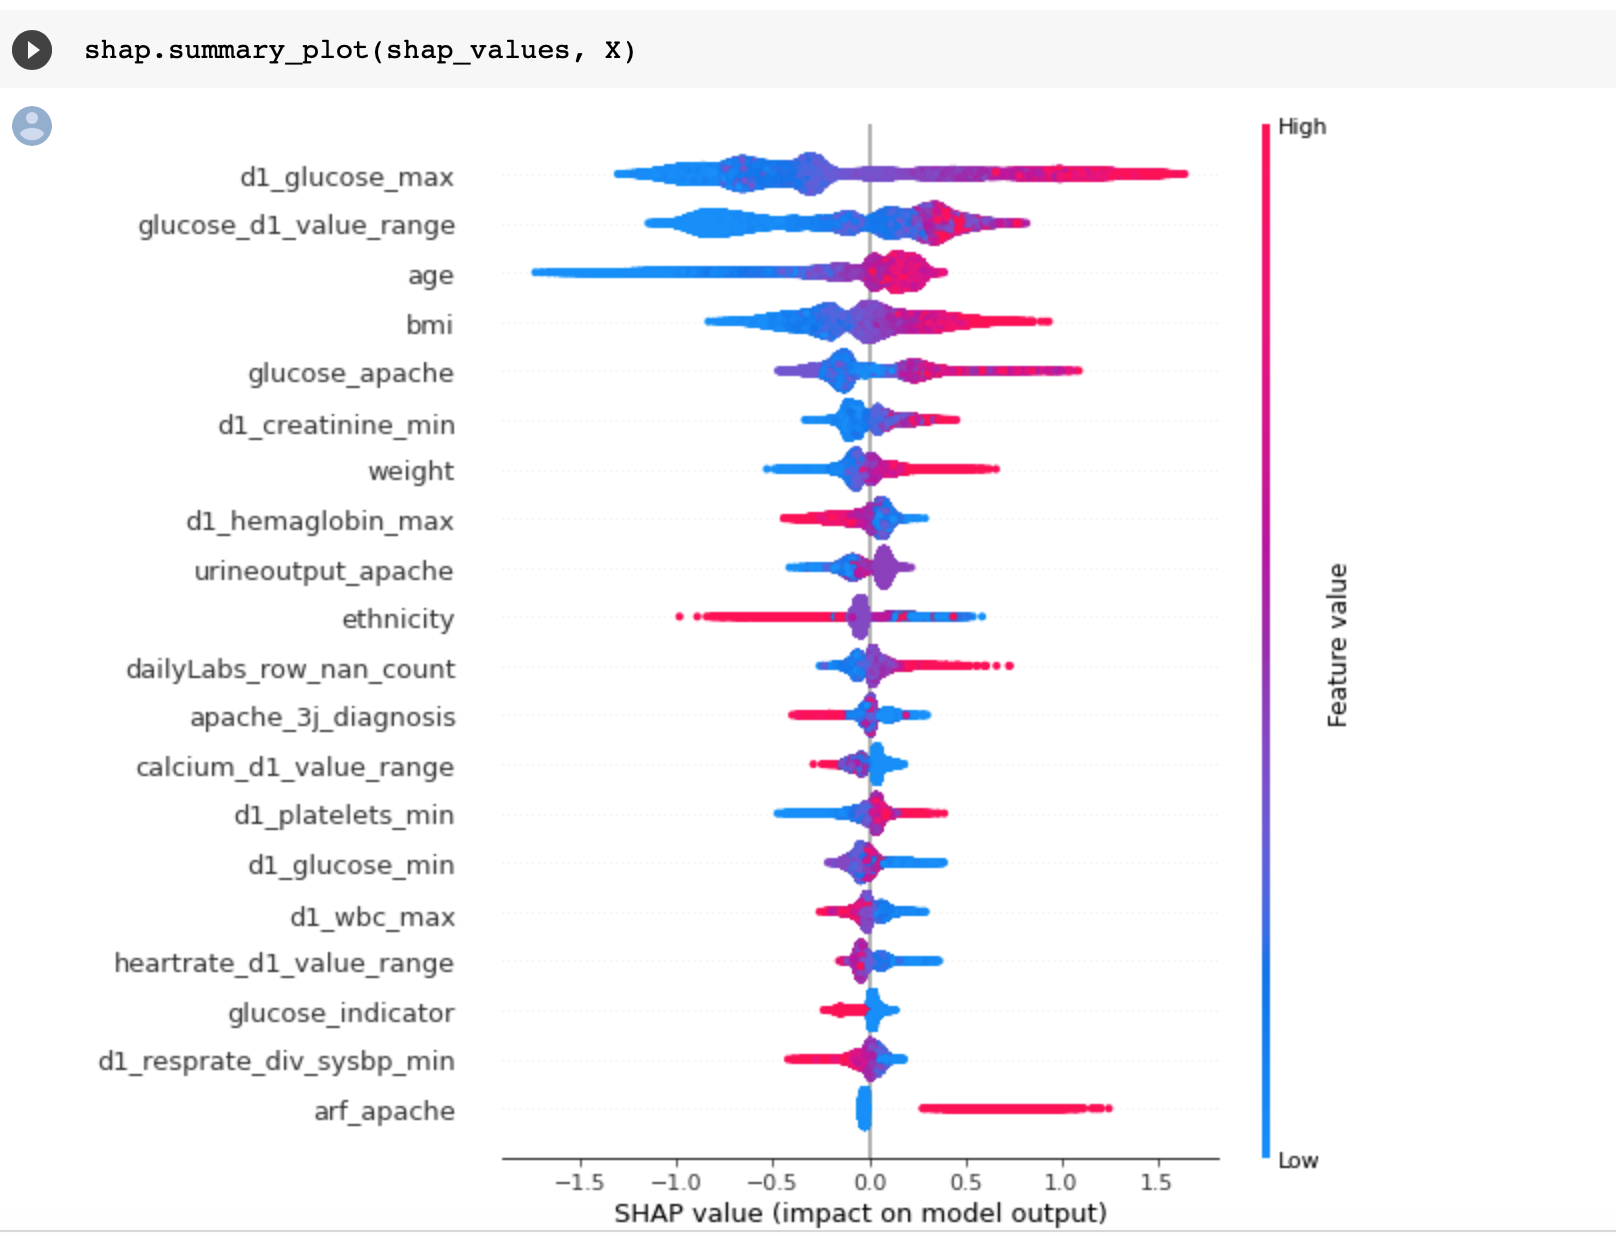 shap.summary_plot(shap_values, X)
High
d1_glucose_max
glucose_d1_value_range
age
bmi
glucose_apache
d1_creatinine_min
weight
d1_hemaglobin_max
urineoutput_apache
ethnicity
dailyLabs_row_nan_count
apache_3j_diagnosis
calcium_d1_value_range
d1_platelets_min
d1_glucose_min
d1_wbc_max
heartrate_d1_value_range
glucose_indicator
d1_resprate_div_sysbp_min
arf_apache
Feature value
Low
−1.5 −1.0 −0.5 0.0 0.5 1.0 1.5
SHAP value (impact on model output)